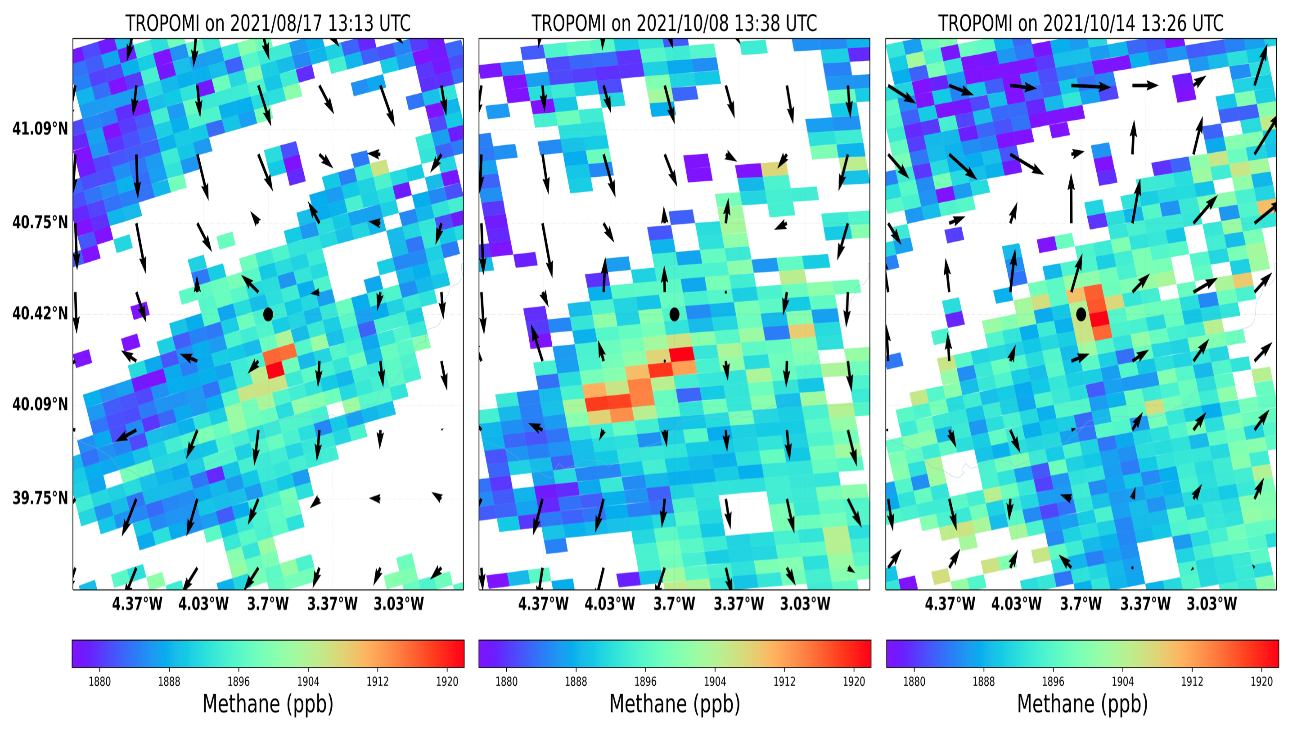 TROPOMI on 2021/08/17 13:13 UTC
TROPOMI on 2021/10/08 13:38 UTC
TROPOMI on 2021/10/14 13:26 UTC
41.09°N
40.75°N
40.42°N
40.09°N
39.75°N
4.37°W 4.03°W 3.7°W 3.37°W 3.03°W
4.37°W 4.03°W 3.7°W 3.37°W 3.03°W
4.37°W 4.03°W 3.7°W 3.37°W 3.03°W
1880 1888 1896 1904 1912 1920
1880 1888 1896 1904 1912 1920
1880 1888 1896 1904 1912 1920
Methane (ppb)
Methane (ppb)
Methane (ppb)